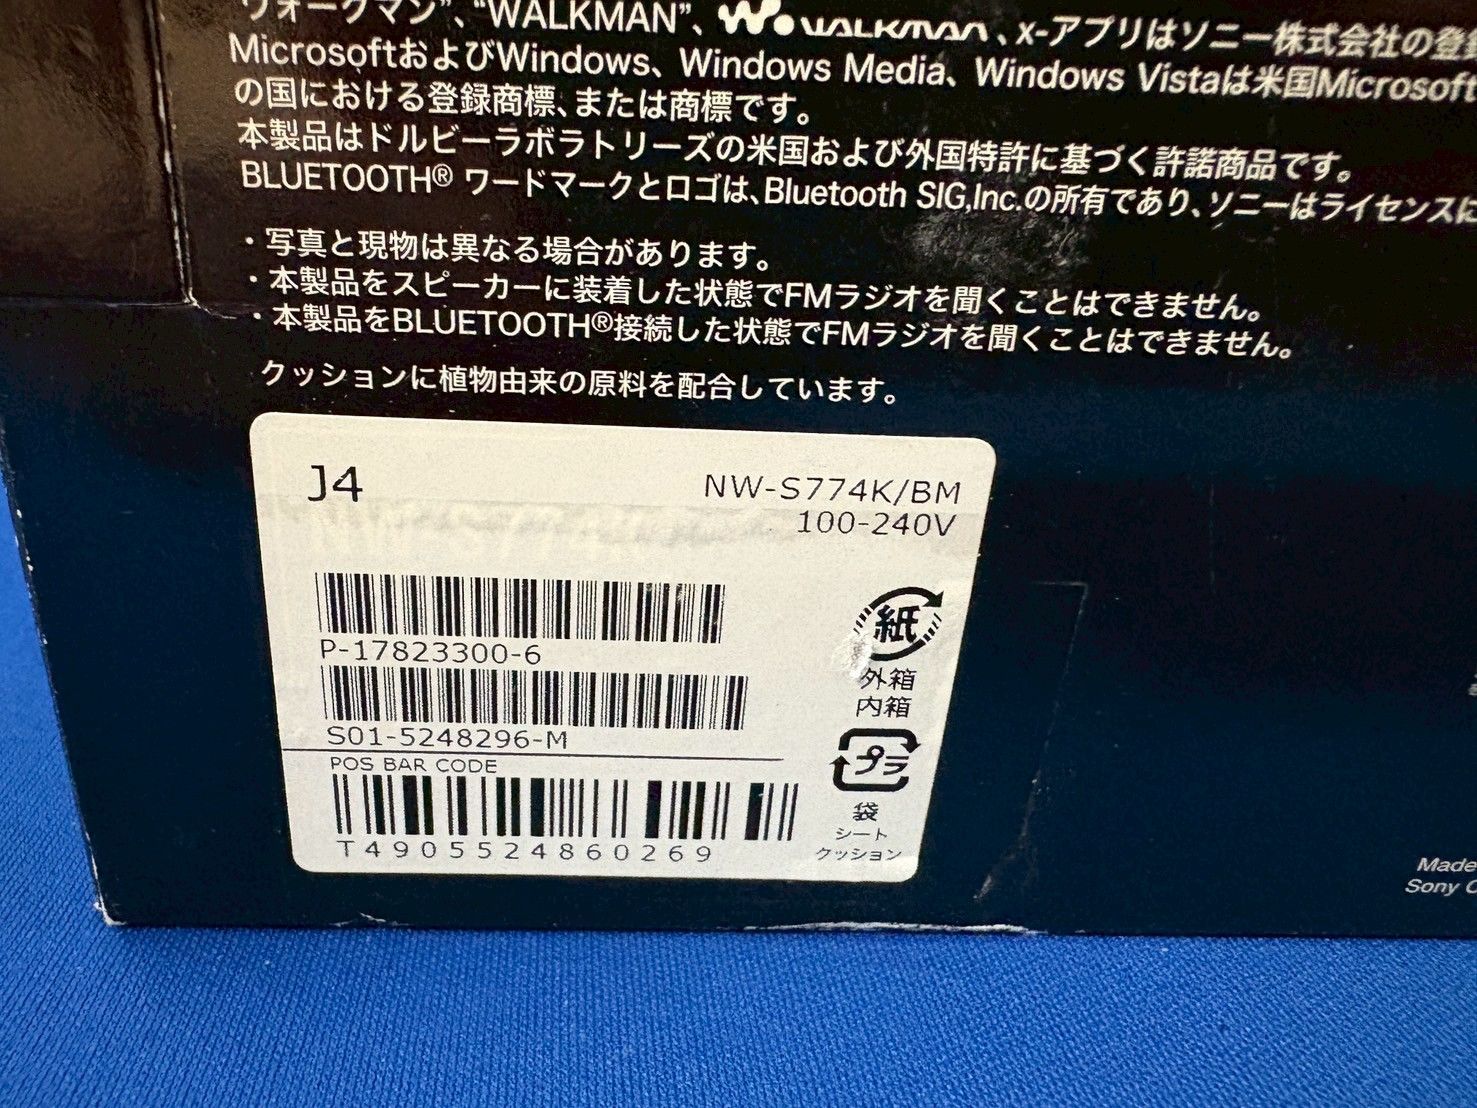 ウォークマン”、“WALKMAN”、 WALKMAN、x-アプリはソニー株式会社の登録
MicrosoftおよびWindows、Windows Media、Windows Vistaは米国Microsoft
の国における登録商標、または商標です。
本製品はドルビーラボラトリーズの米国および外国特許に基づく許諾商品です。
BLUETOOTH® ワードマークとロゴは、Bluetooth SIG,Inc.の所有であり、ソニーはライセンスに
・写真と現物は異なる場合があります。
・本製品をスピーカーに装着した状態でFMラジオを聞くことはできません。
・本製品をBLUETOOTH®接続した状態でFMラジオを聞くことはできません。
クッションに植物由来の原料を配合しています。
J4
NW-S774K/BM
100-240V
P-17823300-6
S01-5248296-M
POS BAR CODE
T4905524860269
紙
外箱
内箱
プラ
袋
シート
クッション
Made
Sony C